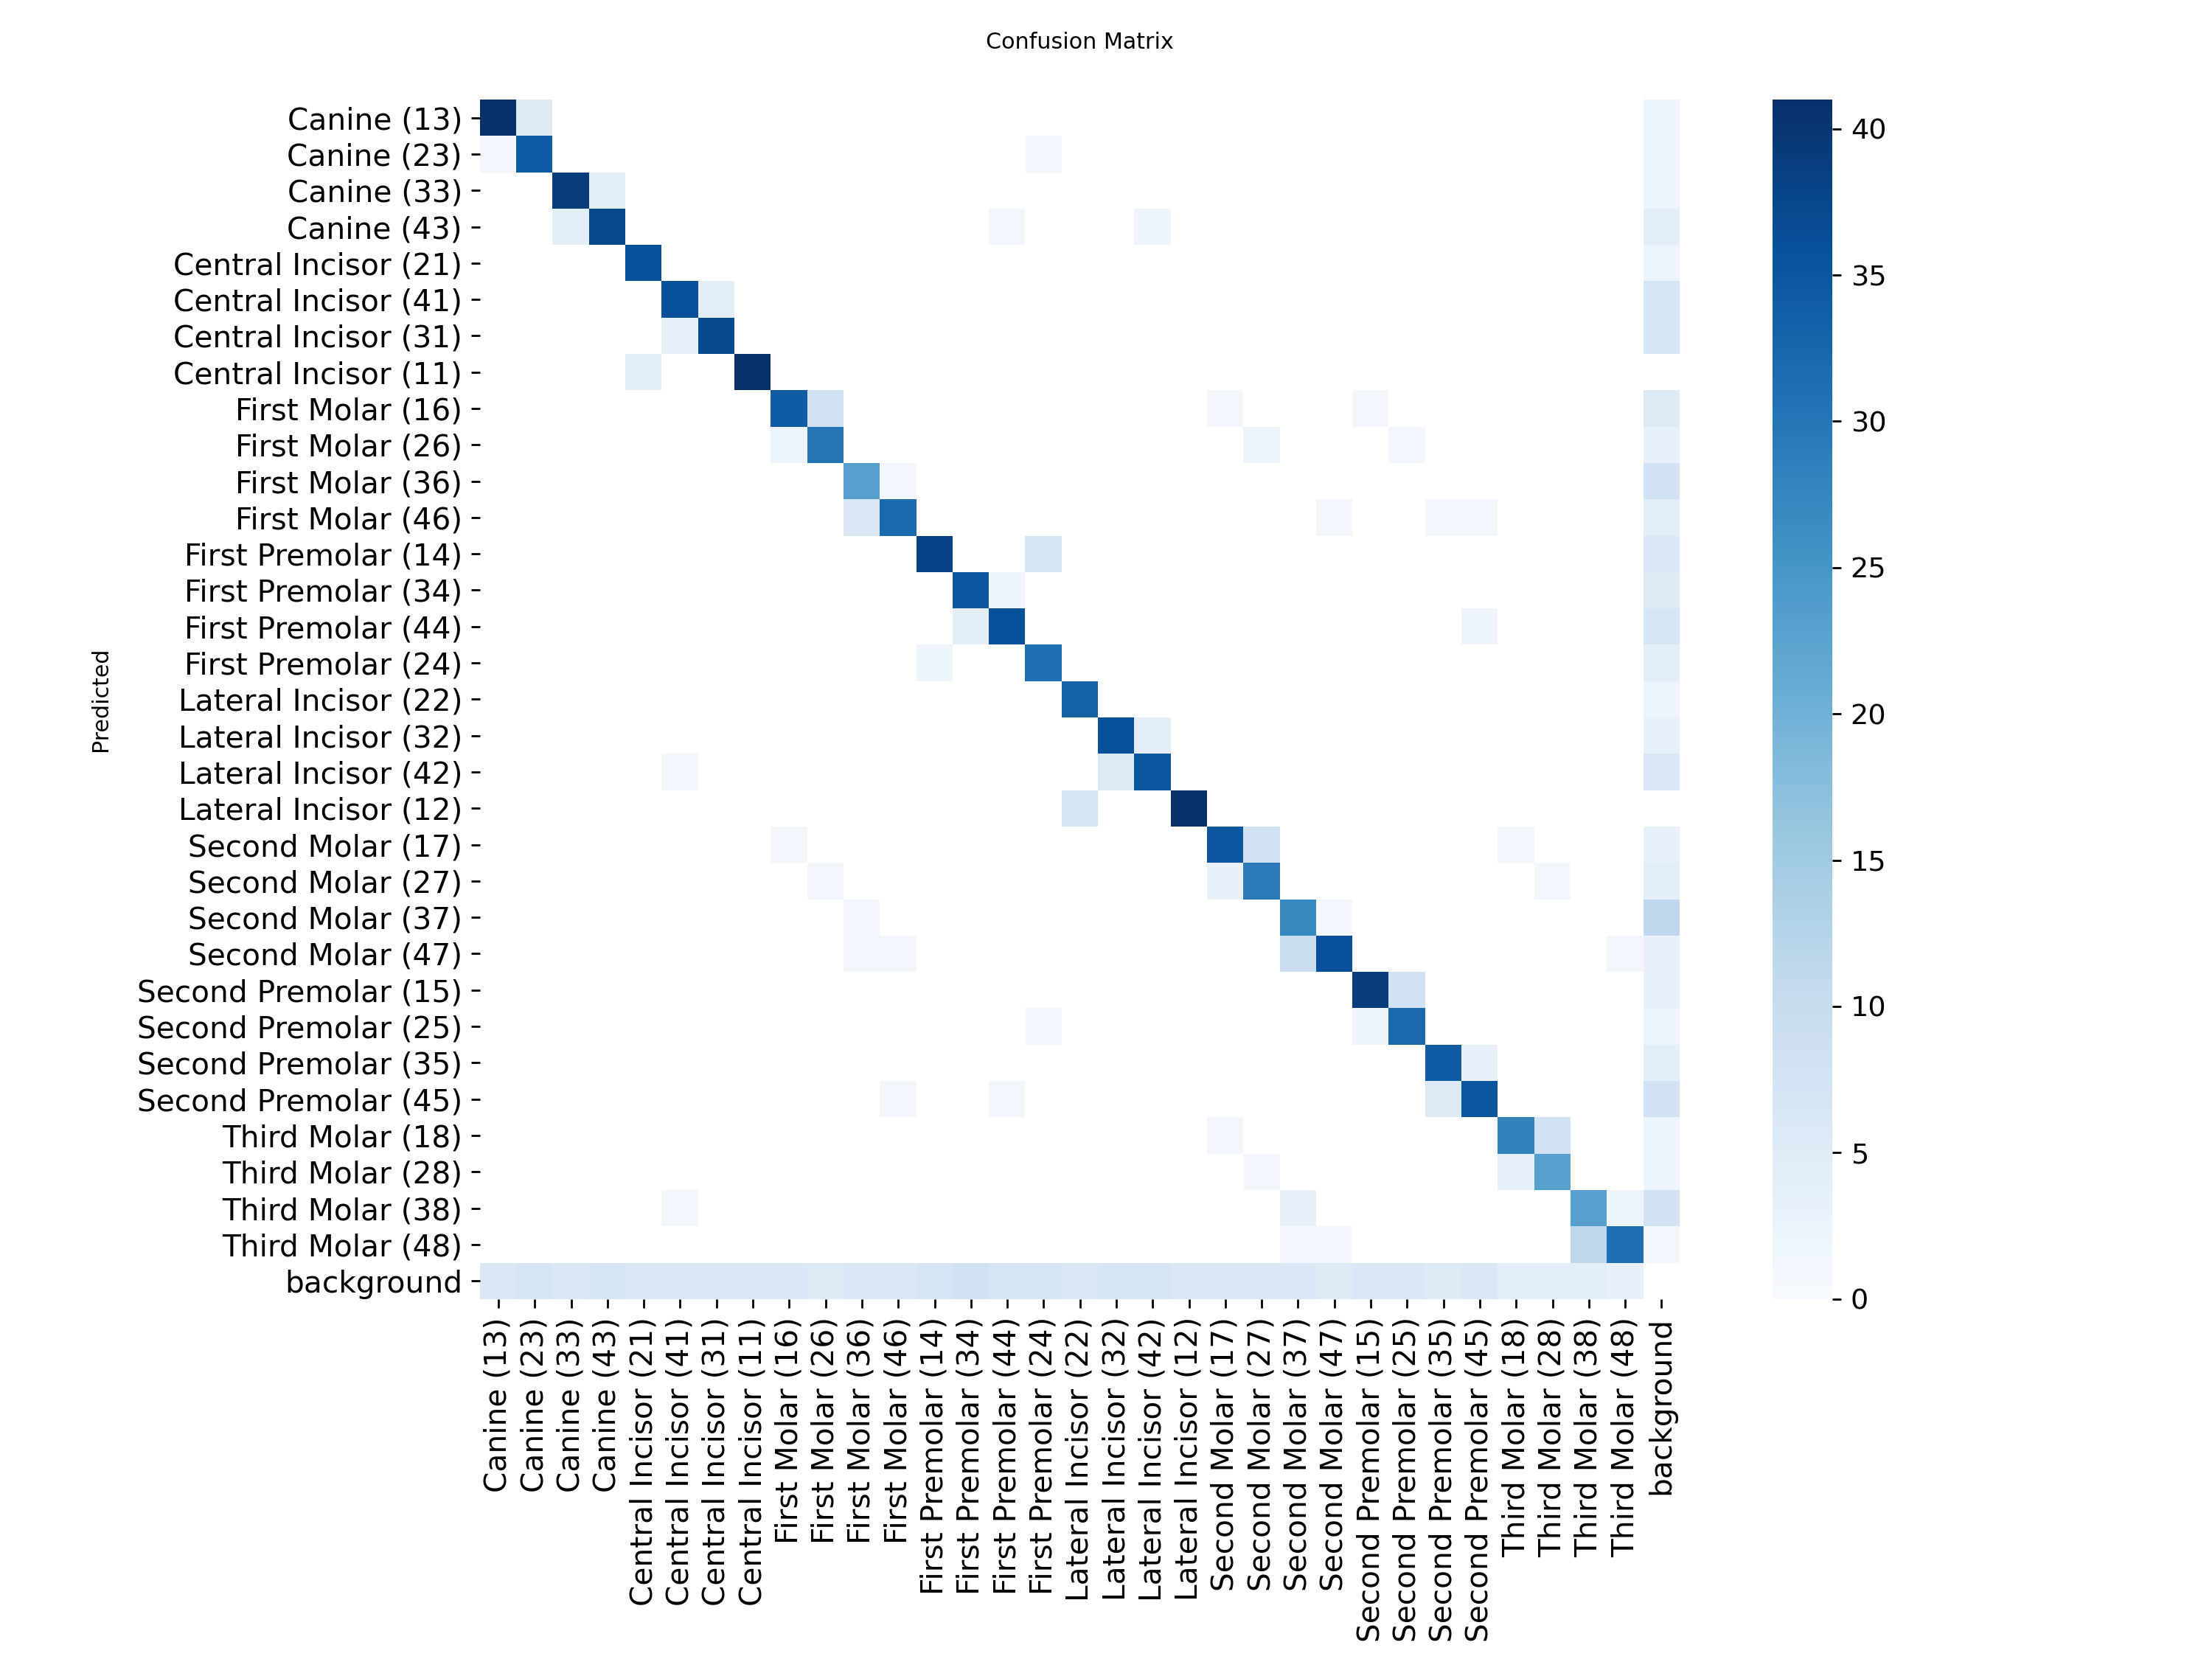 Confusion Matrix
Predicted
Canine (13)
Canine (23)
Canine (33)
Canine (43)
Central Incisor (21)
Central Incisor (41)
Central Incisor (31)
Central Incisor (11)
First Molar (16)
First Molar (26)
First Molar (36)
First Molar (46)
First Premolar (14)
First Premolar (34)
First Premolar (44)
First Premolar (24)
Lateral Incisor (22)
Lateral Incisor (32)
Lateral Incisor (42)
Lateral Incisor (12)
Second Molar (17)
Second Molar (27)
Second Molar (37)
Second Molar (47)
Second Premolar (15)
Second Premolar (25)
Second Premolar (35)
Second Premolar (45)
Third Molar (18)
Third Molar (28)
Third Molar (38)
Third Molar (48)
background
Canine (13)
Canine (23)
Canine (33)
Canine (43)
Central Incisor (21)
Central Incisor (41)
Central Incisor (31)
Central Incisor (11)
First Molar (16)
First Molar (26)
First Molar (36)
First Molar (46)
First Premolar (14)
First Premolar (34)
First Premolar (44)
First Premolar (24)
Lateral Incisor (22)
Lateral Incisor (32)
Lateral Incisor (42)
Lateral Incisor (12)
Second Molar (17)
Second Molar (27)
Second Molar (37)
Second Molar (47)
Second Premolar (15)
Second Premolar (25)
Second Premolar (35)
Second Premolar (45)
Third Molar (18)
Third Molar (28)
Third Molar (38)
Third Molar (48)
background
40
35
30
25
20
15
10
5
0